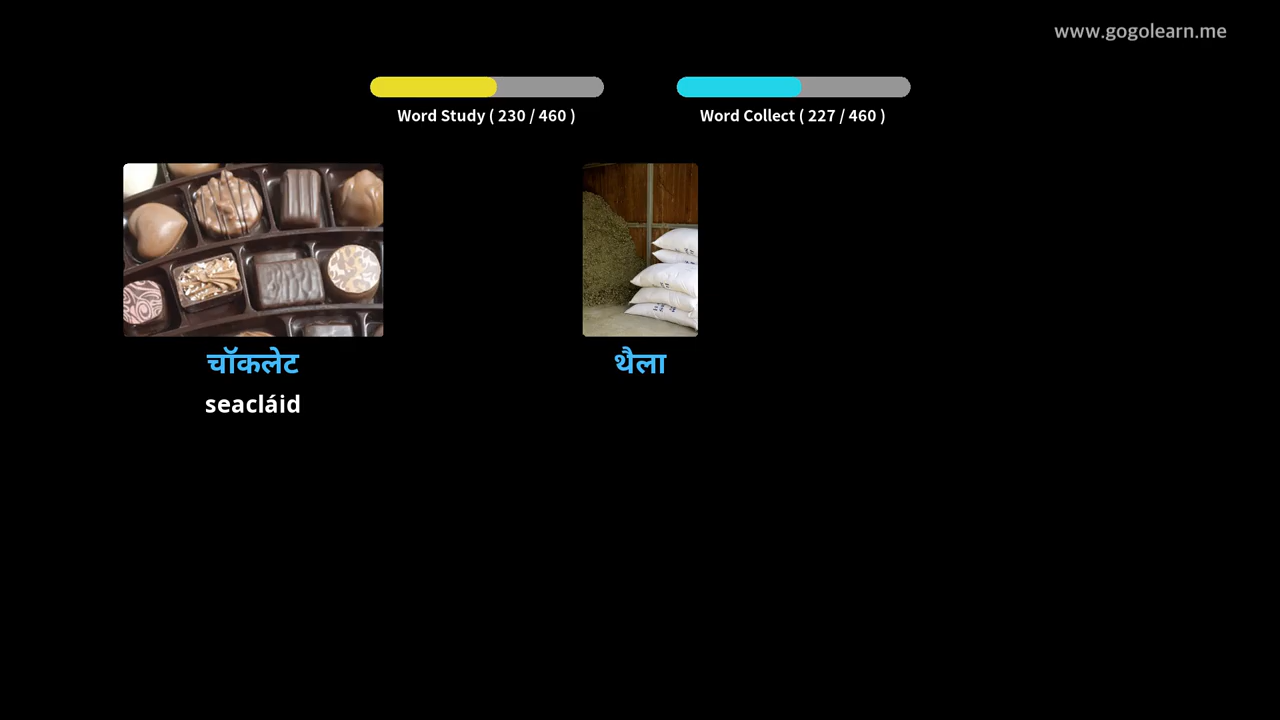 www.gogolearn.me
Word Study ( 230 / 460 )
Word Collect ( 227 / 460 )
चॉकलेट
थैला
seacláid